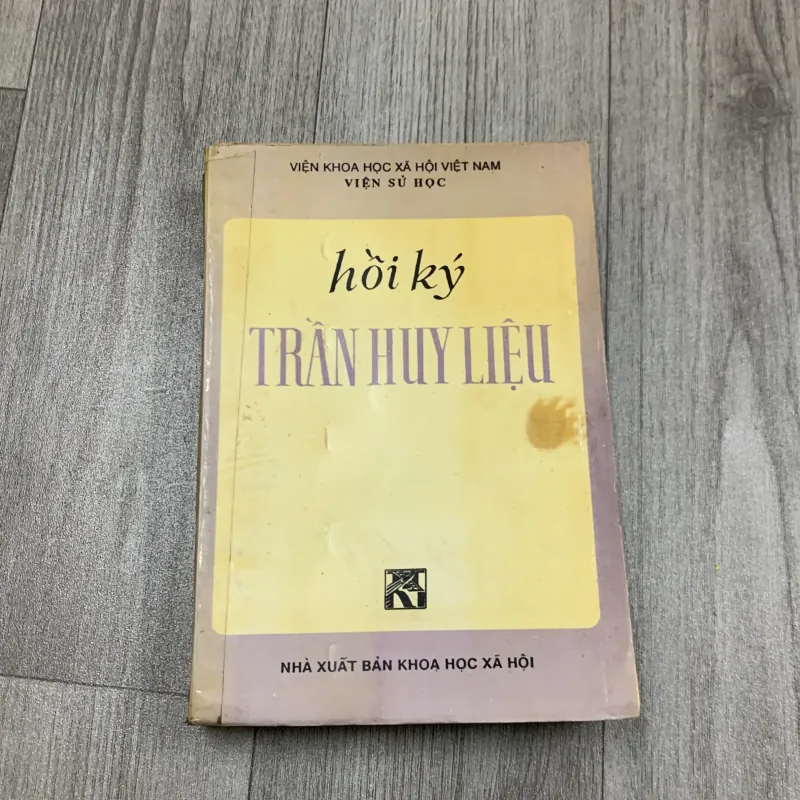 VIỆN KHOA HỌC XÃ HỘI VIỆT NAM
VIỆN SỬ HỌC
hồi ký
TRẦN HUY LIỆU
NHÀ XUẤT BẢN KHOA HỌC XÃ HỘI